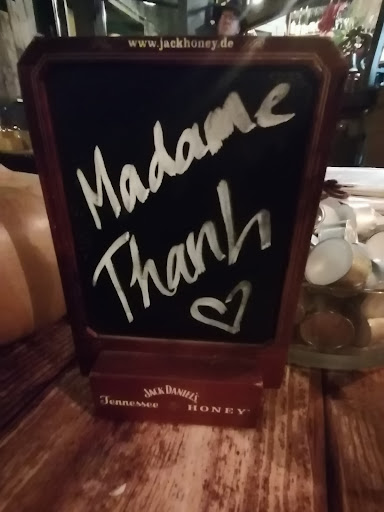 www.jackhoney.de
Madame
Thanh
JACK DANIEL'S
Tennessee HONEY